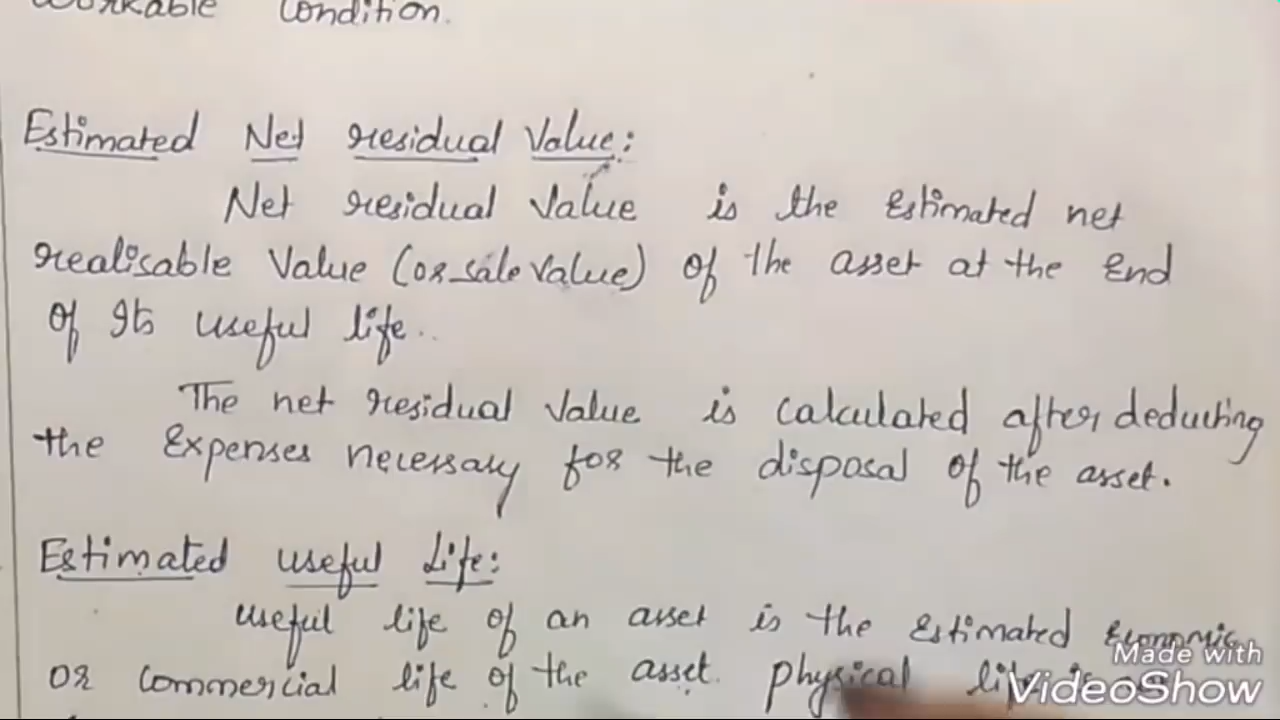 workable condition.
Estimated Net residual Value:
Net residual value is the Estimated net
realisable Value (or sale value) of the asset at the End
of Its useful life.
The net residual value is calculated after deducting
the Expenses necessary for the disposal of the asset.
Estimated useful Life:
useful life of an asset is the Estimated Economic
or commercial life of the asset. physical life is
Made with
VideoShow